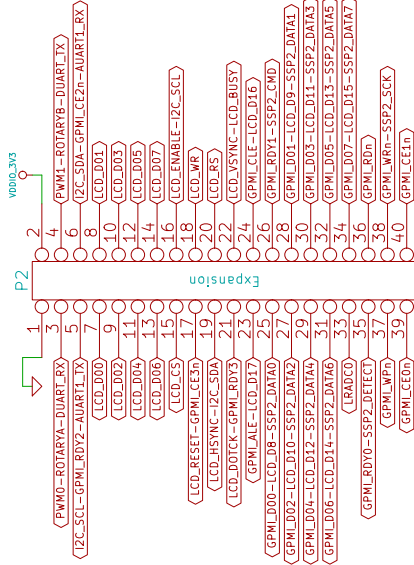 VDDIO_3V3
P2
Expansion
2
4
6
8
10
12
14
16
18
20
22
24
26
28
30
32
34
36
38
40
PWM1-ROTARYB-DUART_TX
I2C_SDA-GPMI_CE2n-AUART1_RX
LCD_D01
LCD_D03
LCD_D05
LCD_D07
LCD_ENABLE-I2C_SCL
LCD_WR
LCD_RS
LCD_VSYNC-LCD_BUSY
GPMI_CLE-LCD_D16
GPMI_RDY1-SSP2_CMD
GPMI_D01-LCD_D9-SSP2_DATA1
GPMI_D03-LCD_D11-SSP2_DATA3
GPMI_D05-LCD_D13-SSP2_DATA5
GPMI_D07-LCD_D15-SSP2_DATA7
GPMI_RDn
GPMI_WRn-SSP2_SCK
GPMI_CE1n
1
3
5
7
9
11
13
15
17
19
21
23
25
27
29
31
33
35
37
39
PWM0-ROTARYA-DUART_RX
I2C_SCL-GPMI_RDY2-AUART1_TX
LCD_D00
LCD_D02
LCD_D04
LCD_D06
LCD_CS
LCD_RESET-GPMI_CE3n
LCD_HSYNC-I2C_SDA
LCD_DOTCK-GPMI_RDY3
GPMI_ALE-LCD_D17
GPMI_D00-LCD_D8-SSP2_DATA0
GPMI_D02-LCD_D10-SSP2_DATA2
GPMI_D04-LCD_D12-SSP2_DATA4
GPMI_D06-LCD_D14-SSP2_DATA6
LRADC0
GPMI_RDY0-SSP2_DETECT
GPMI_WPn
GPMI_CE0n